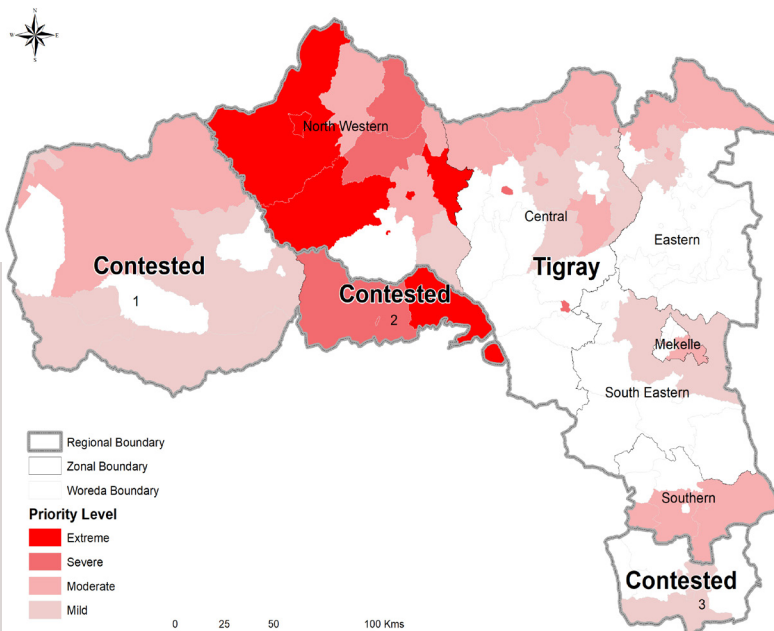 N
W E
S
North Western
Central
Eastern
Contested
1
Tigray
Contested
2
Mekelle
South Eastern
Southern
Contested
3
Regional Boundary
Zonal Boundary
Woreda Boundary
Priority Level
Extreme
Severe
Moderate
Mild
0 25 50 100 Kms